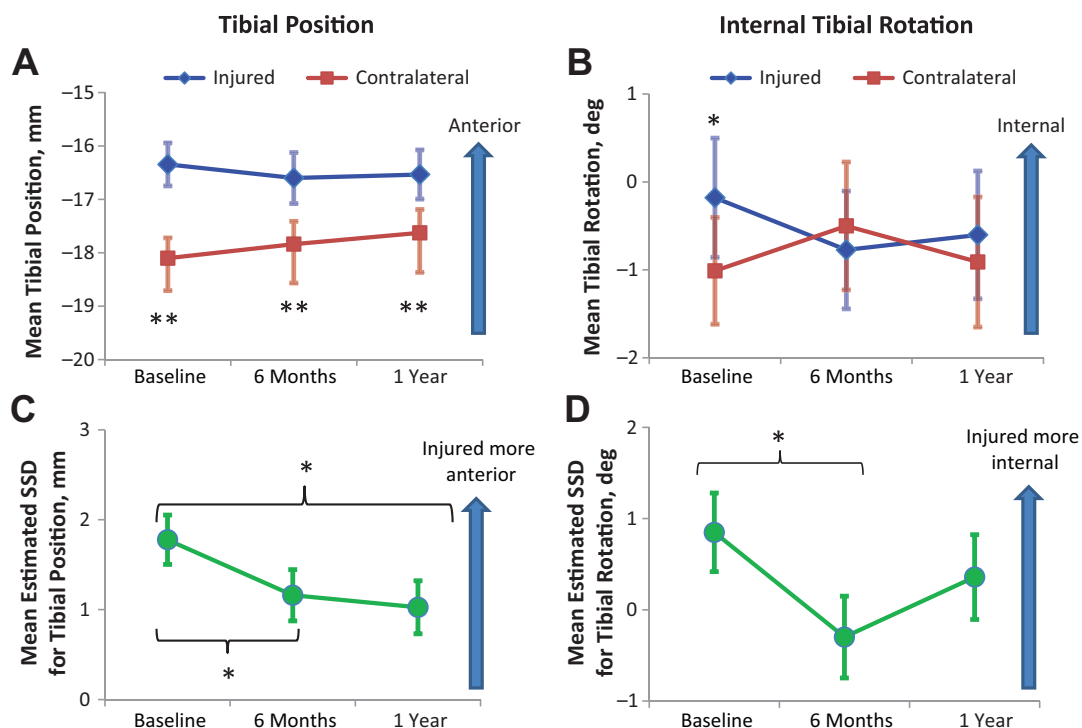 Tibial Position
Internal Tibial Rotation
A
Injured
Contralateral
Mean Tibial Position, mm
–15
–16
–17
–18
–19
–20
Anterior
**
**
**
Baseline
6 Months
1 Year
B
Injured
Contralateral
Mean Tibial Rotation, deg
1
0
–1
–2
*
Internal
Baseline
6 Months
1 Year
C
Mean Estimated SSD
for Tibial Position, mm
3
2
1
0
*
*
Injured more
anterior
Baseline
6 Months
1 Year
D
Mean Estimated SSD
for Tibial Rotation, deg
2
1
0
–1
*
Injured more
internal
Baseline
6 Months
1 Year